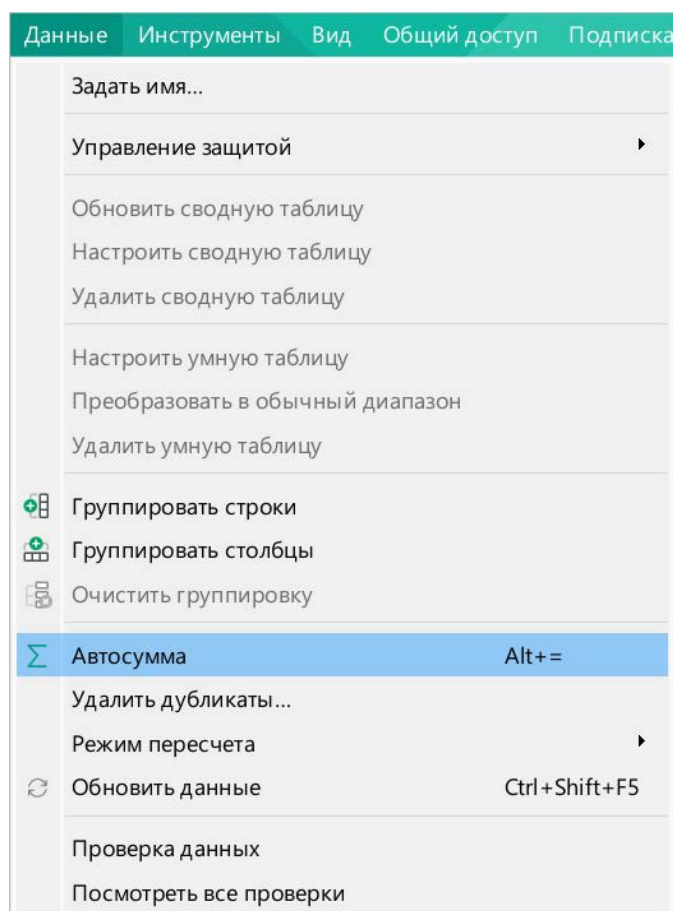 Данные Инструменты Вид Общий доступ Подписка
Задать имя...
Управление защитой
Обновить сводную таблицу
Настроить сводную таблицу
Удалить сводную таблицу
Настроить умную таблицу
Преобразовать в обычный диапазон
Удалить умную таблицу
Группировать строки
Группировать столбцы
Очистить группировку
Автосумма Alt+=
Удалить дубликаты...
Режим пересчета
Обновить данные Ctrl+Shift+F5
Проверка данных
Посмотреть все проверки